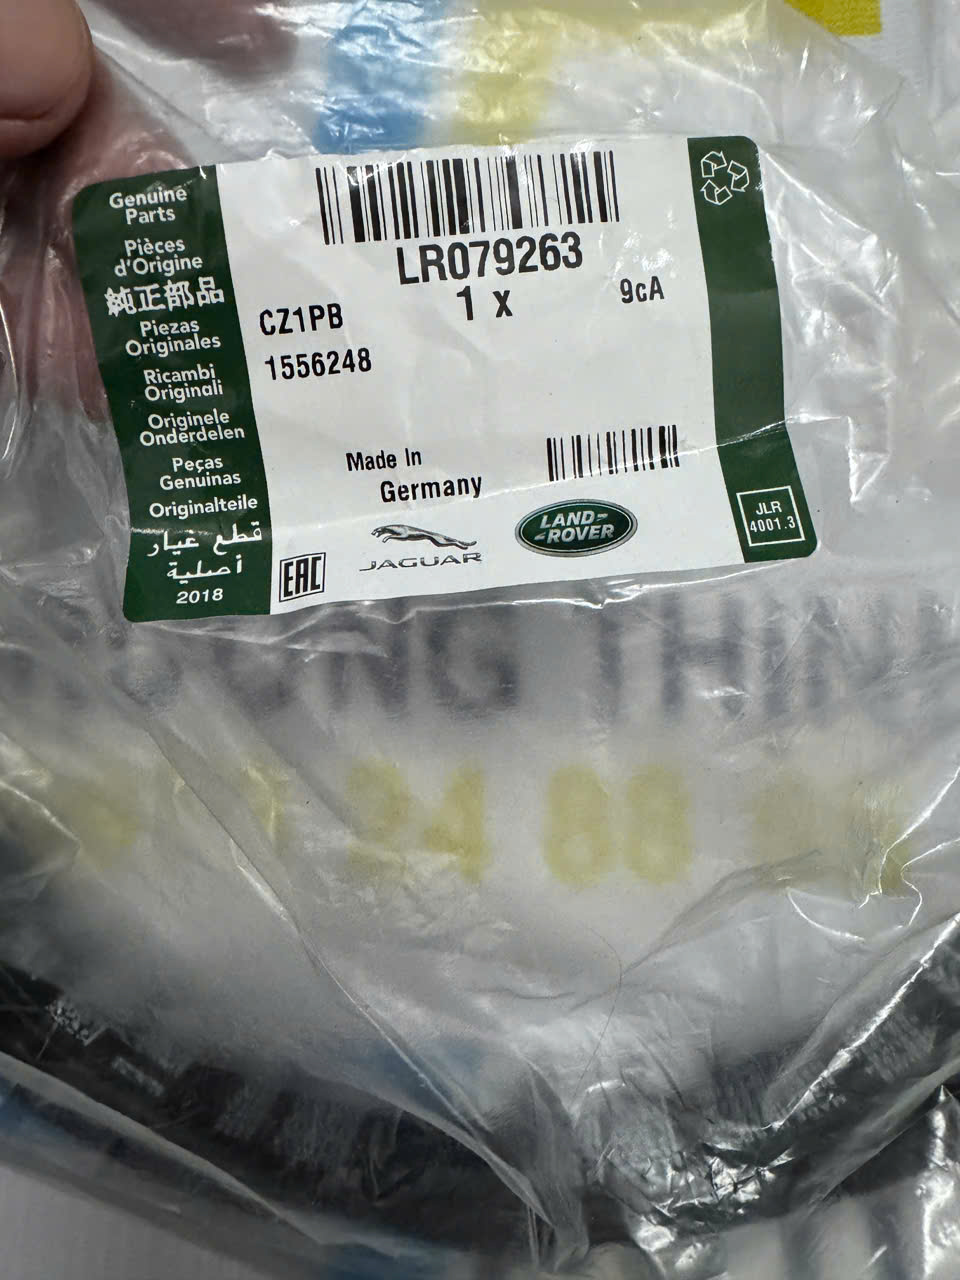 Genuine
Parts
Pièces
d'Origine
純正部品
Piezas
Originales
Ricambi
Originali
Originele
Onderdelen
Peças
Genuinas
Originalteile
قطع غيار
أصلية
2018
LR079263
1 x
9cA
CZ1PB
1556248
Made In
Germany
EAC
JAGUAR
LAND-
-ROVER
JLR
4001.3